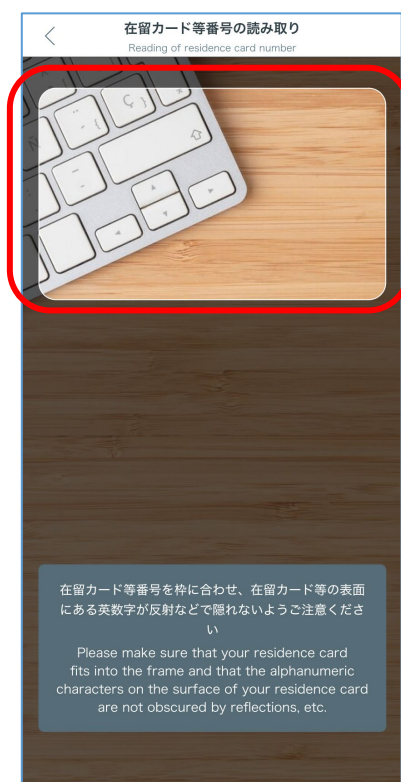 在留カード等番号の読み取り
Reading of residence card number
在留カード等番号を枠に合わせ、在留カード等の表面
にある英数字が反射などで隠れないようご注意くださ
い
Please make sure that your residence card
fits into the frame and that the alphanumeric
characters on the surface of your residence card
are not obscured by reflections, etc.